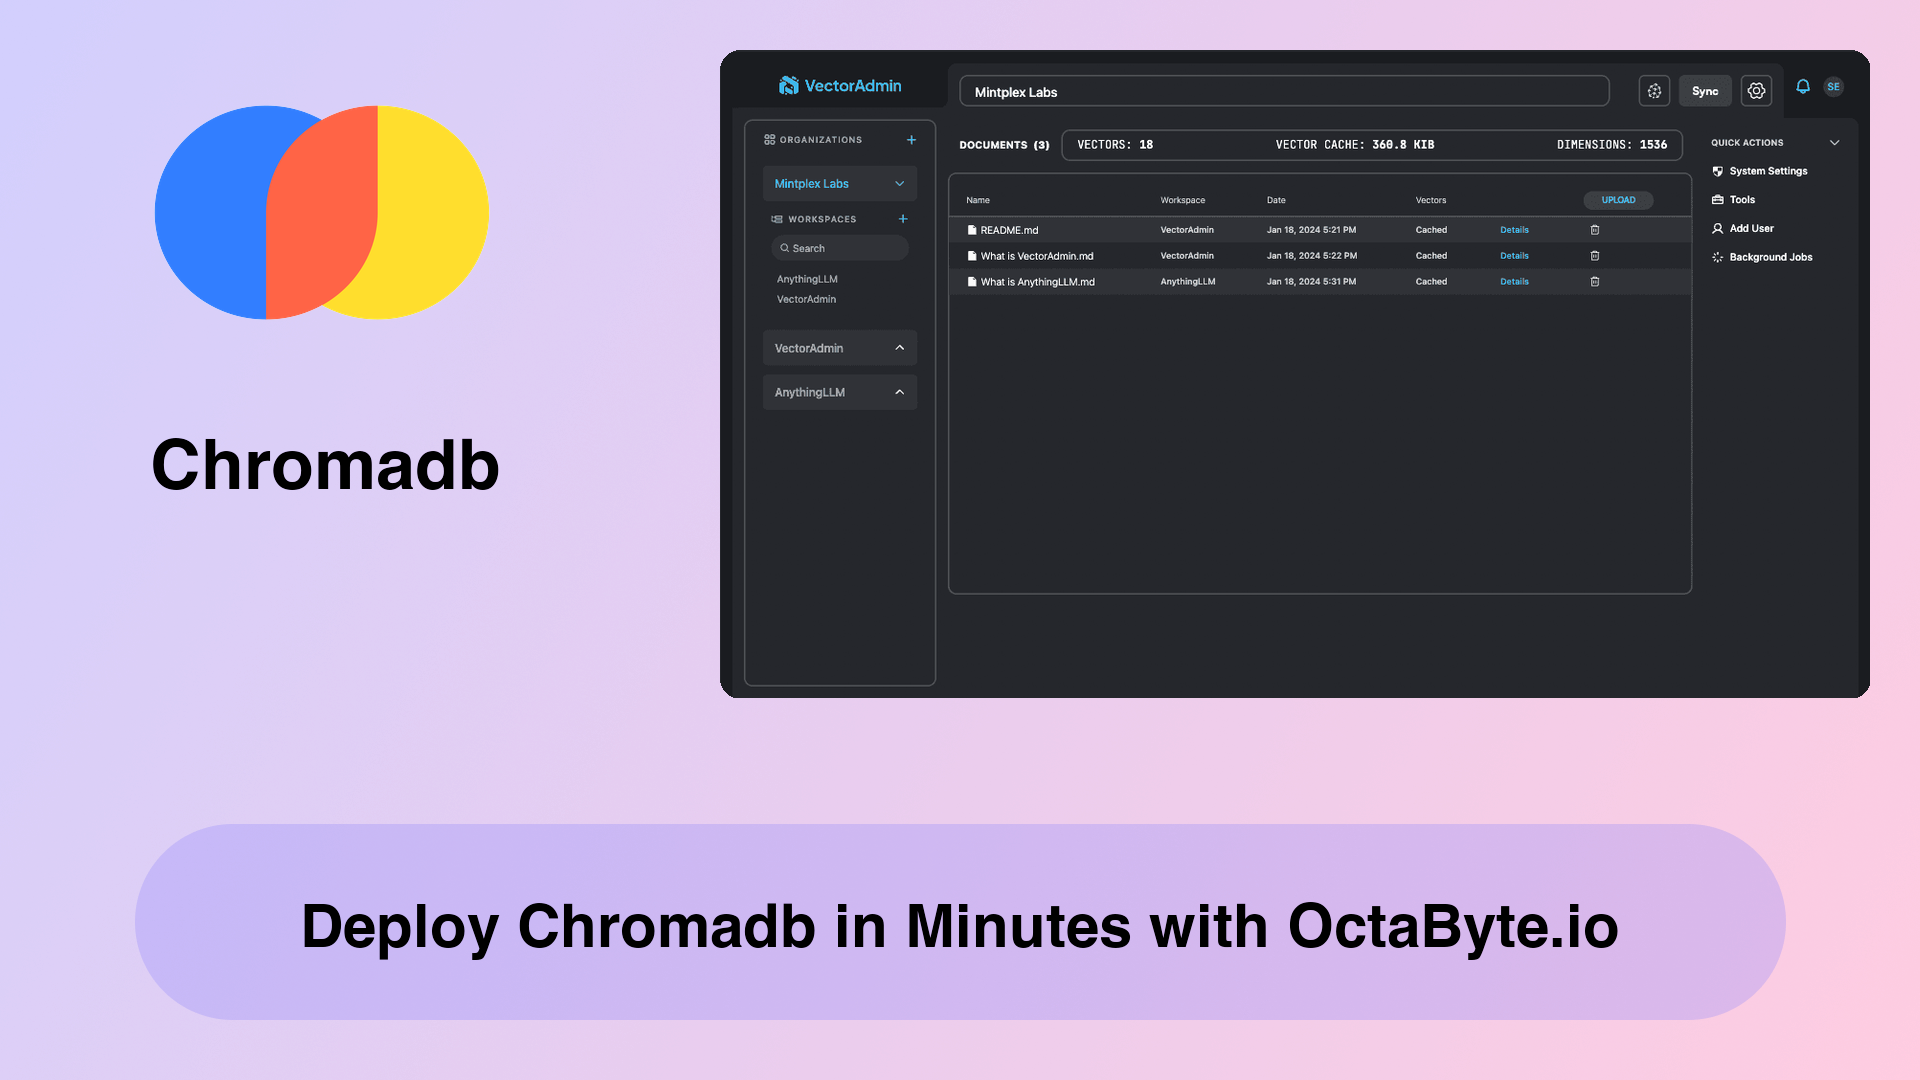 Chromadb
VectorAdmin
Mintplex Labs
Sync
SE
ORGANIZATIONS
Mintplex Labs
WORKSPACES
Search
AnythingLLM
VectorAdmin
VectorAdmin
AnythingLLM
DOCUMENTS (3) VECTORS: 18 VECTOR CACHE: 360.8 KIB DIMENSIONS: 1536
Name Workspace Date Vectors UPLOAD
README.md VectorAdmin Jan 18, 2024 5:21 PM Cached Details
What is VectorAdmin.md VectorAdmin Jan 18, 2024 5:22 PM Cached Details
What is AnythingLLM.md AnythingLLM Jan 18, 2024 5:31 PM Cached Details
QUICK ACTIONS
System Settings
Tools
Add User
Background Jobs
Deploy Chromadb in Minutes with OctaByte.io